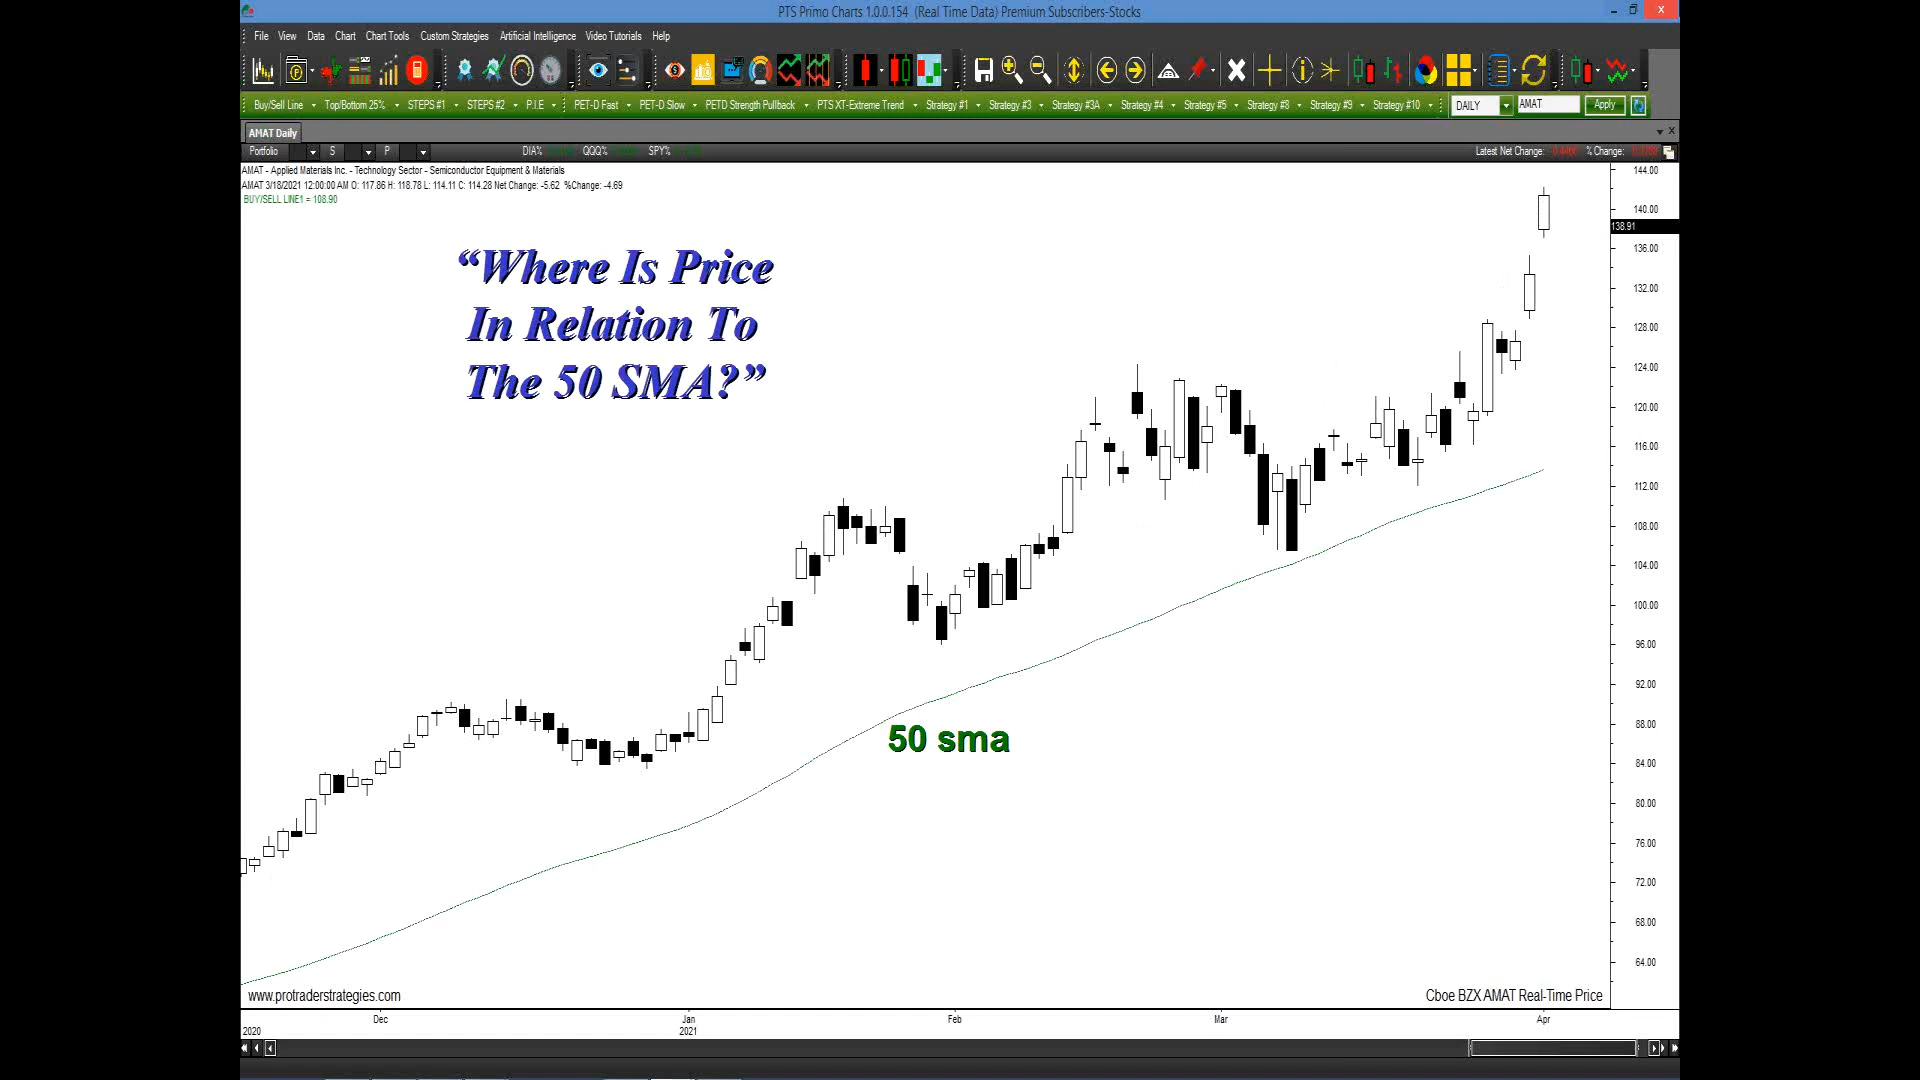 PTS Primo Charts 1.0.0.154 (Real Time Data) Premium Subscribers-Stocks
File View Data Chart Chart Tools Custom Strategies Artificial Intelligence Video Tutorials Help
Buy/Sell Line Top/Bottom 25% STEPS #1 STEPS #2 P.I.E PET-D Fast PET-D Slow PETD Strength Pullback PTS XT-Extreme Trend Strategy #1 Strategy #3 Strategy #3A Strategy #4 Strategy #5 Strategy #8 Strategy #9 Strategy #10 DAILY AMAT Apply
AMAT Daily
Portfolio S P DIA% QQQ% SPY% Latest Net Change: % Change:
AMAT - Applied Materials Inc. - Technology Sector - Semiconductor Equipment & Materials
AMAT 3/18/2021 12:00:00 AM O: 117.86 H: 118.78 L: 114.11 C: 114.28 Net Change: -5.62 %Change: -4.69
BUY/SELL LINE1 = 108.90
“Where Is Price
In Relation To
The 50 SMA?”
50 sma
144.00
140.00
138.91
136.00
132.00
128.00
124.00
120.00
116.00
112.00
108.00
104.00
100.00
96.00
92.00
88.00
84.00
80.00
76.00
72.00
68.00
64.00
www.protraderstrategies.com
Cboe BZX AMAT Real-Time Price
Dec Jan Feb Mar Apr
2020 2021